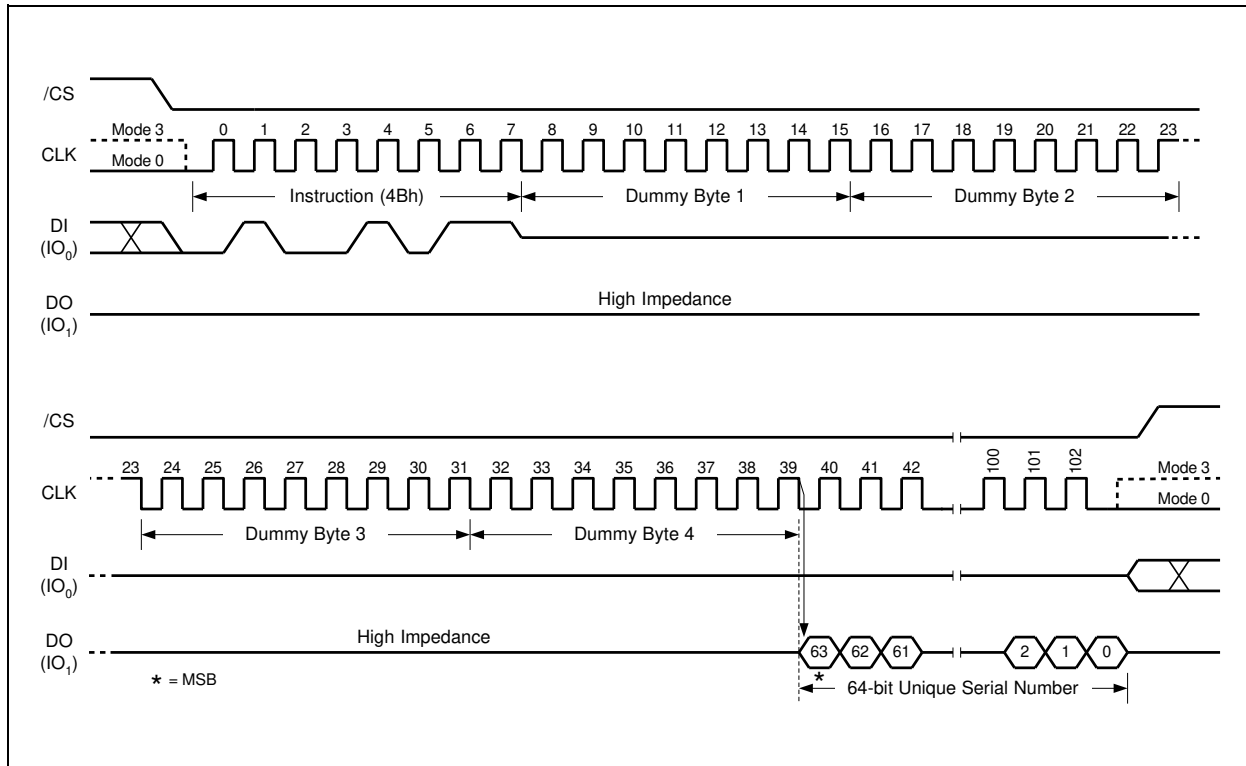 /CS
Mode 3 0 1 2 3 4 5 6 7 8 9 10 11 12 13 14 15 16 17 18 19 20 21 22 23
CLK Mode 0
Instruction (4Bh) Dummy Byte 1 Dummy Byte 2
DI
(IO0)
High Impedance
DO
(IO1)
/CS
23 24 25 26 27 28 29 30 31 32 33 34 35 36 37 38 39 40 41 42 100 101 102
Mode 3
CLK Mode 0
Dummy Byte 3 Dummy Byte 4
DI
(IO0)
High Impedance
DO
(IO1) 63 62 61 2 1 0
* = MSB * 64-bit Unique Serial Number